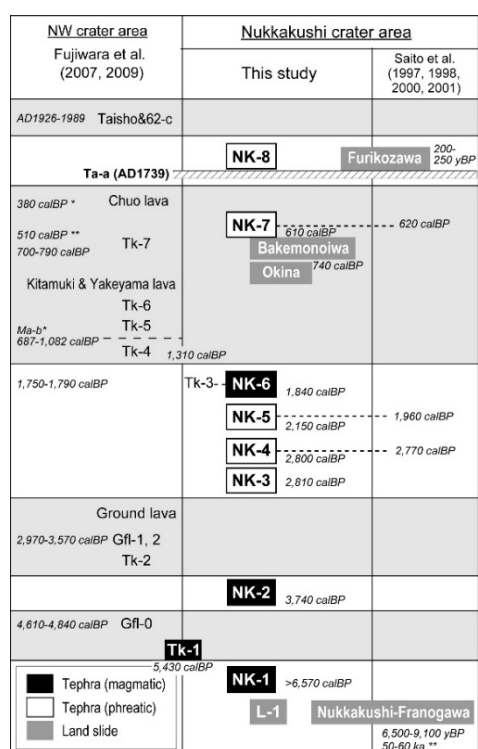 NW crater area Nukkakushi crater area
Fujiwara et al.
(2007, 2009)
This study
Saito et al.
(1997, 1998,
2000, 2001)
AD1926-1989 Taisho&62-c
NK-8 Furikozawa 200-
250 yBP
Ta-a (AD1739)
380 calBP * Chuo lava
NK-7
510 calBP ** 610 calBP 620 calBP
700-790 calBP Tk-7 Bakemonoiwa
Okina 740 calBP
Kitamuki & Yakeyama lava
Tk-6
Ma-b* Tk-5
687-1,082 calBP Tk-4 1,310 calBP
1,750-1,790 calBP Tk-3 NK-6 1,840 calBP
NK-5 1,960 calBP
2,150 calBP
NK-4 2,770 calBP
2,800 calBP
NK-3 2,810 calBP
Ground lava
2,970-3,570 calBP Gfl-1, 2
Tk-2
NK-2 3,740 calBP
4,610-4,840 calBP Gfl-0
Tk-1
5,430 calBP
NK-1 >6,570 calBP
Tephra (magmatic)
Tephra (phreatic)
Land slide
L-1 Nukkakushi-Franogawa
6,500-9,100 yBP
50-60 ka **